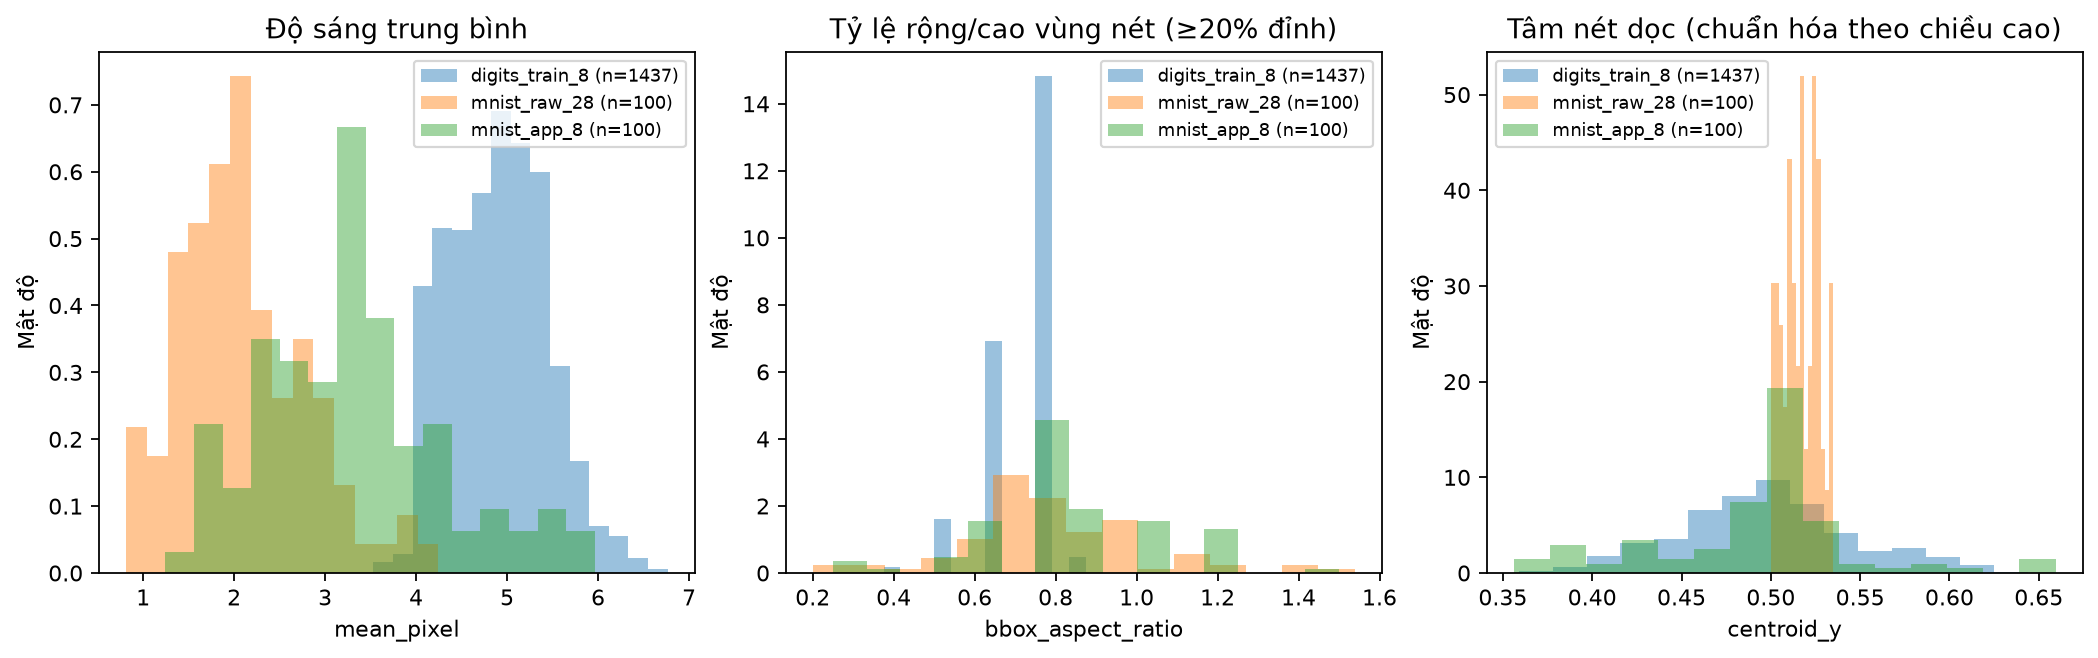 Độ sáng trung bình
digits_train_8 (n=1437)
mnist_raw_28 (n=100)
mnist_app_8 (n=100)
Mật độ
0.7
0.6
0.5
0.4
0.3
0.2
0.1
0.0
1 2 3 4 5 6 7
mean_pixel
Tỷ lệ rộng/cao vùng nét (≥20% đỉnh)
digits_train_8 (n=1437)
mnist_raw_28 (n=100)
mnist_app_8 (n=100)
Mật độ
14
12
10
8
6
4
2
0
0.2 0.4 0.6 0.8 1.0 1.2 1.4 1.6
bbox_aspect_ratio
Tâm nét dọc (chuẩn hóa theo chiều cao)
digits_train_8 (n=1437)
mnist_raw_28 (n=100)
mnist_app_8 (n=100)
Mật độ
50
40
30
20
10
0
0.35 0.40 0.45 0.50 0.55 0.60 0.65
centroid_y